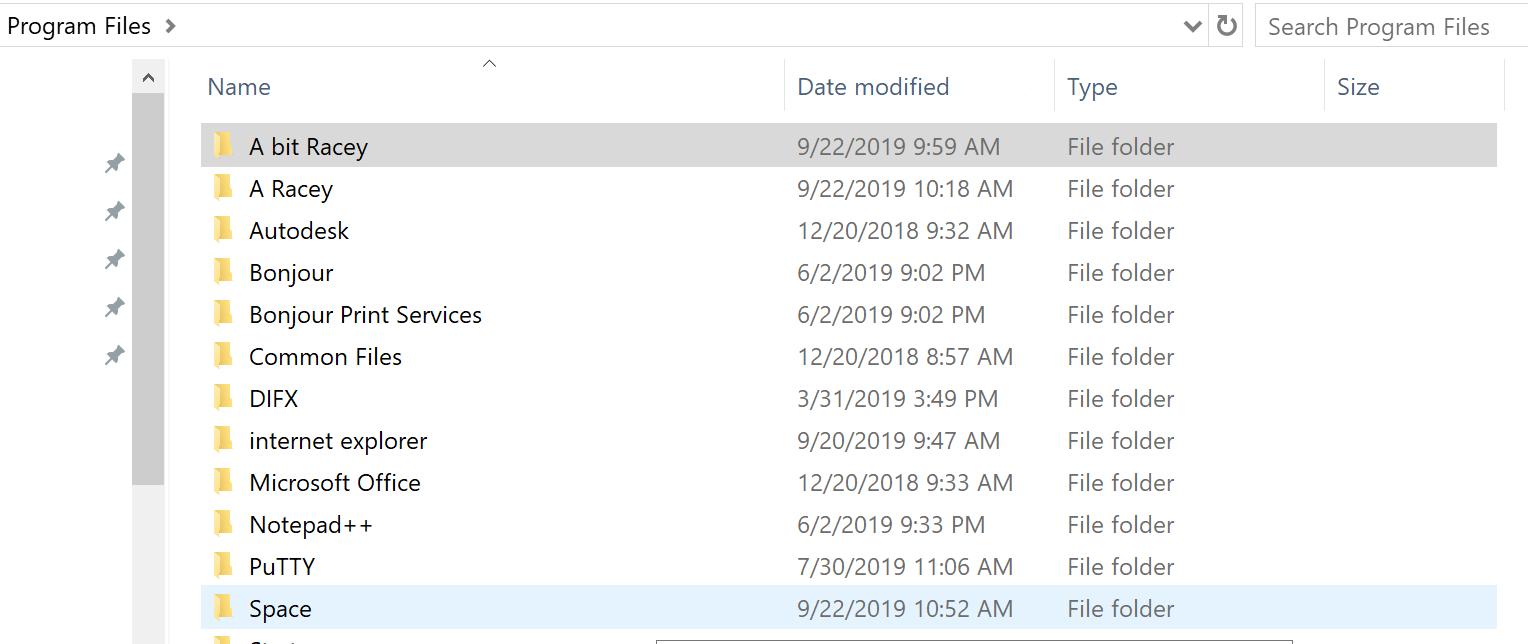 Program Files
Search Program Files
Name Date modified Type Size
A bit Racey 9/22/2019 9:59 AM File folder
A Racey 9/22/2019 10:18 AM File folder
Autodesk 12/20/2018 9:32 AM File folder
Bonjour 6/2/2019 9:02 PM File folder
Bonjour Print Services 6/2/2019 9:02 PM File folder
Common Files 12/20/2018 8:57 AM File folder
DIFX 3/31/2019 3:49 PM File folder
internet explorer 9/20/2019 9:47 AM File folder
Microsoft Office 12/20/2018 9:33 AM File folder
Notepad++ 6/2/2019 9:33 PM File folder
PuTTY 7/30/2019 11:06 AM File folder
Space 9/22/2019 10:52 AM File folder